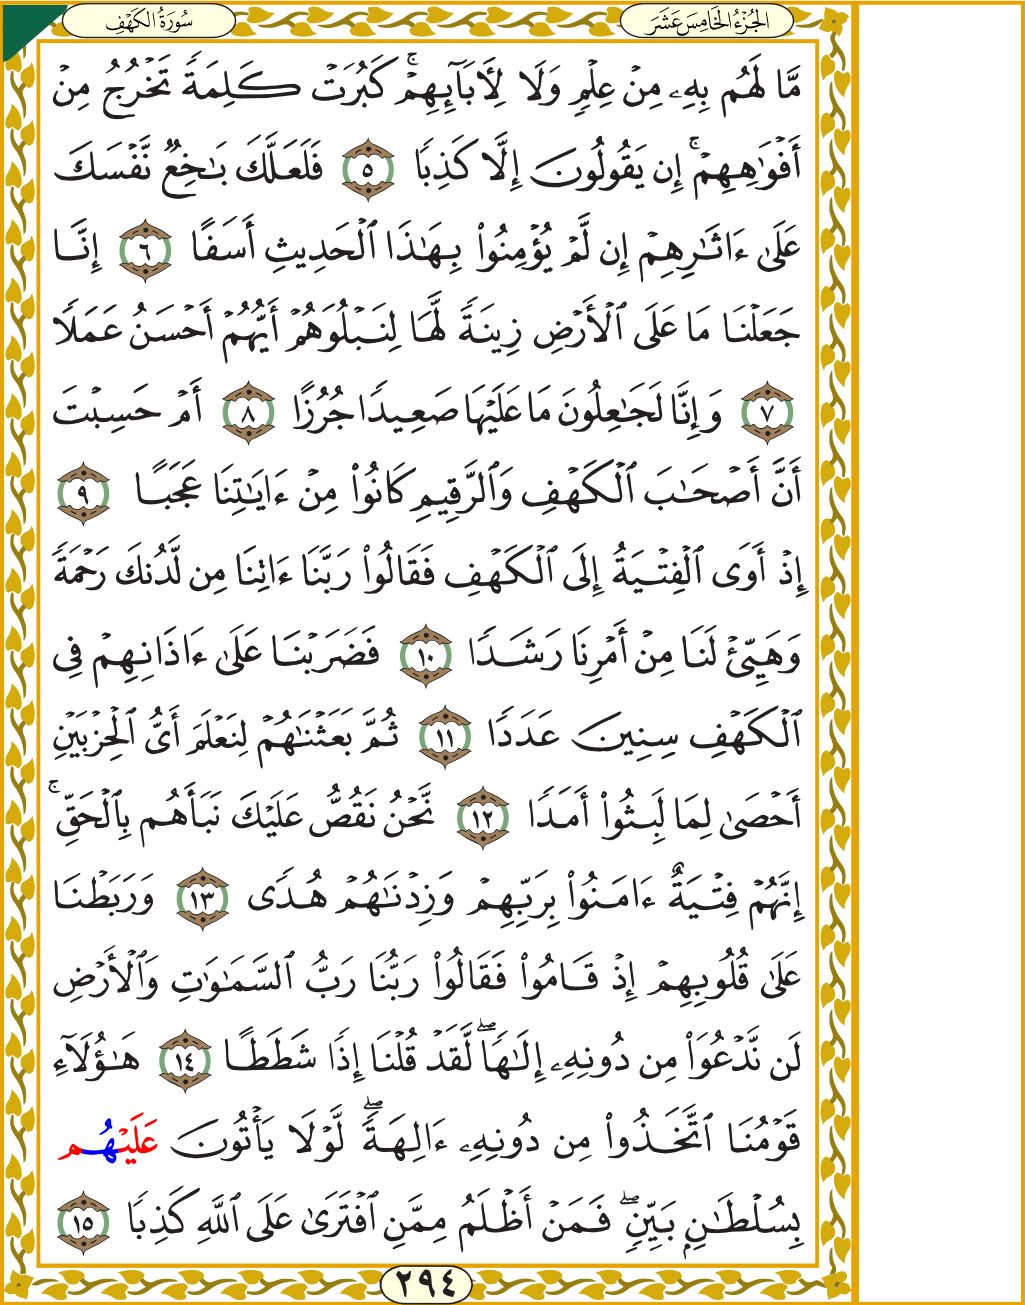 الجُزْءُ الخَامِسَ عَشَرَ
سُورَةُ الكَهْفِ
مَّا لَهُم بِهِۦ مِنْ عِلْمٍ وَلَا لِأَبَآئِهِمْۚ كَبُرَتْ كَلِمَةً تَخْرُجُ مِنْ
أَفْوَٰهِهِمْۚ إِن يَقُولُونَ إِلَّا كَذِبًا ٥ فَلَعَلَّكَ بَٰخِعٌ نَّفْسَكَ
عَلَىٰٓ ءَاثَٰرِهِمْ إِن لَّمْ يُؤْمِنُوا۟ بِهَٰذَا ٱلْحَدِيثِ أَسَفًا ٦ إِنَّا
جَعَلْنَا مَا عَلَى ٱلْأَرْضِ زِينَةً لَّهَا لِنَبْلُوَهُمْ أَيُّهُمْ أَحْسَنُ عَمَلًا
٧ وَإِنَّا لَجَٰعِلُونَ مَا عَلَيْهَا صَعِيدًا جُرُزًا ٨ أَمْ حَسِبْتَ
أَنَّ أَصْحَٰبَ ٱلْكَهْفِ وَٱلرَّقِيمِ كَانُوا۟ مِنْ ءَايَٰتِنَا عَجَبًا ٩
إِذْ أَوَى ٱلْفِتْيَةُ إِلَى ٱلْكَهْفِ فَقَالُوا۟ رَبَّنَا ءَاتِنَا مِن لَّدُنكَ رَحْمَةً
وَهَيِّئْ لَنَا مِنْ أَمْرِنَا رَشَدًا ١٠ فَضَرَبْنَا عَلَىٰٓ ءَاذَانِهِمْ فِى
ٱلْكَهْفِ سِنِينَ عَدَدًا ١١ ثُمَّ بَعَثْنَٰهُمْ لِنَعْلَمَ أَىُّ ٱلْحِزْبَيْنِ
أَحْصَىٰ لِمَا لَبِثُوٓا۟ أَمَدًا ١٢ نَّحْنُ نَقُصُّ عَلَيْكَ نَبَأَهُم بِٱلْحَقِّۚ
إِنَّهُمْ فِتْيَةٌ ءَامَنُوا۟ بِرَبِّهِمْ وَزِدْنَٰهُمْ هُدًى ١٣ وَرَبَطْنَا
عَلَىٰ قُلُوبِهِمْ إِذْ قَامُوا۟ فَقَالُوا۟ رَبُّنَا رَبُّ ٱلسَّمَٰوَٰتِ وَٱلْأَرْضِ
لَن نَّدْعُوَا۟ مِن دُونِهِۦٓ إِلَٰهًاۖ لَّقَدْ قُلْنَآ إِذًا شَطَطًا ١٤ هَٰٓؤُلَآءِ
قَوْمُنَا ٱتَّخَذُوا۟ مِن دُونِهِۦٓ ءَالِهَةًۖ لَّوْلَا يَأْتُونَ عَلَيْهُم
بِسُلْطَٰنٍۭ بَيِّنٍۖ فَمَنْ أَظْلَمُ مِمَّنِ ٱفْتَرَىٰ عَلَى ٱللَّهِ كَذِبًا ١٥
٢٩٤